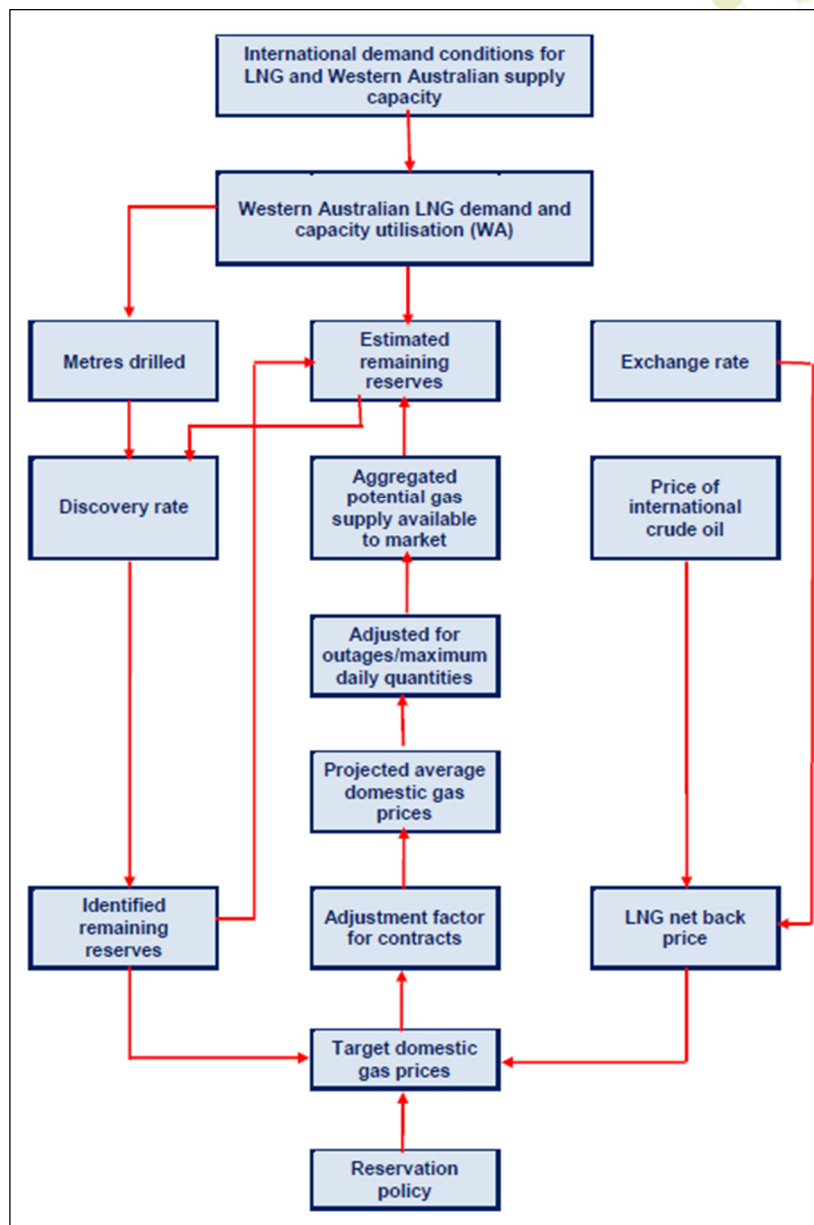 International demand conditions for
LNG and Western Australian supply
capacity
Western Australian LNG demand and
capacity utilisation (WA)
Metres drilled
Estimated
remaining
reserves
Exchange rate
Discovery rate
Aggregated
potential gas
supply available
to market
Price of
international
crude oil
Adjusted for
outages/maximum
daily quantities
Projected average
domestic gas
prices
Identified
remaining
reserves
Adjustment factor
for contracts
LNG net back
price
Target domestic
gas prices
Reservation
policy